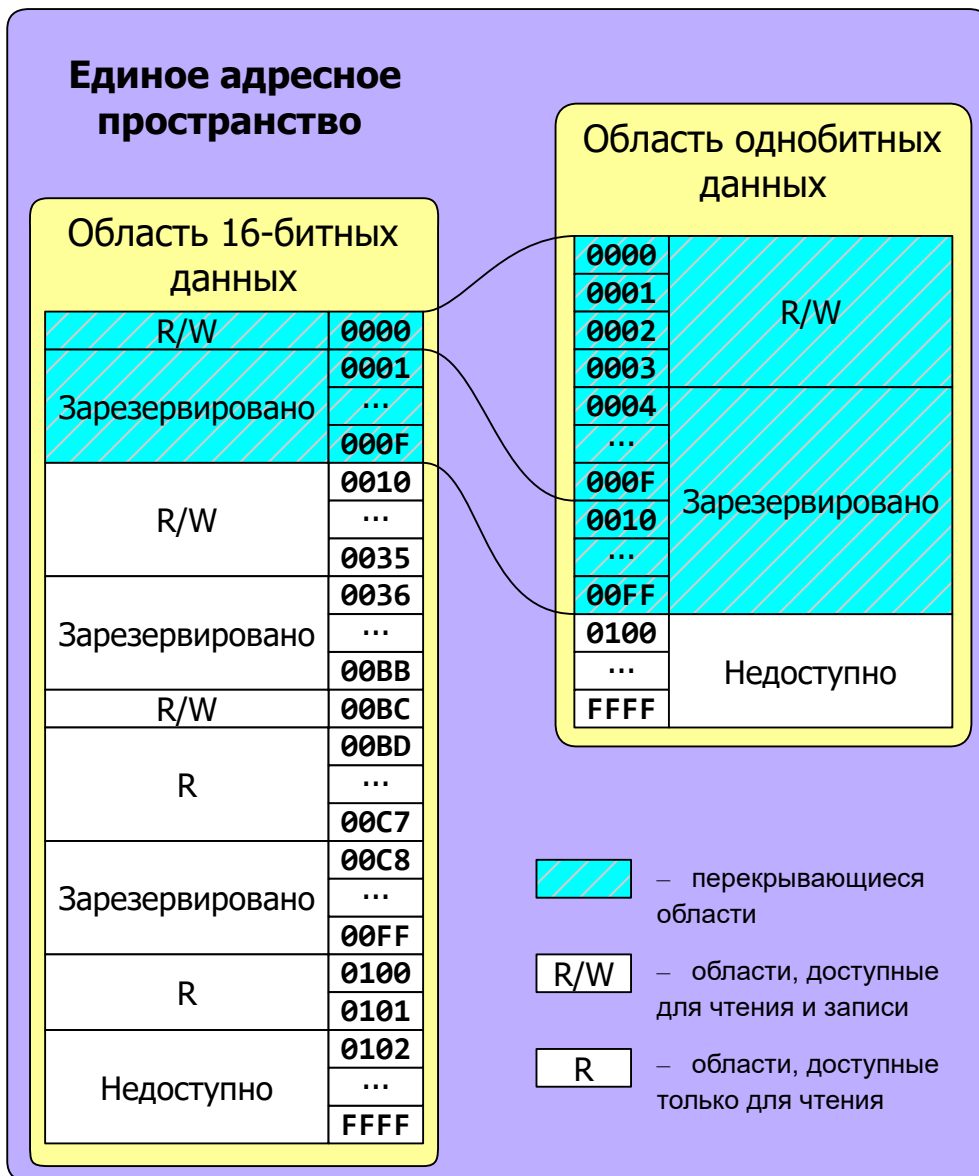 Единое адресное
пространство
Область 16-битных
данных
R/W 0000
0001
Зарезервировано ...
000F
0010
R/W ...
0035
0036
Зарезервировано ...
00BB
R/W 00BC
00BD
R ...
00C7
00C8
Зарезервировано ...
00FF
R 0100
0101
0102
Недоступно ...
FFFF
Область однобитных
данных
0000
0001
R/W
0002
0003
0004
...
000F
Зарезервировано
0010
...
00FF
0100
... Недоступно
FFFF
– перекрывающиеся
области
R/W – области, доступные
для чтения и записи
R – области, доступные
только для чтения